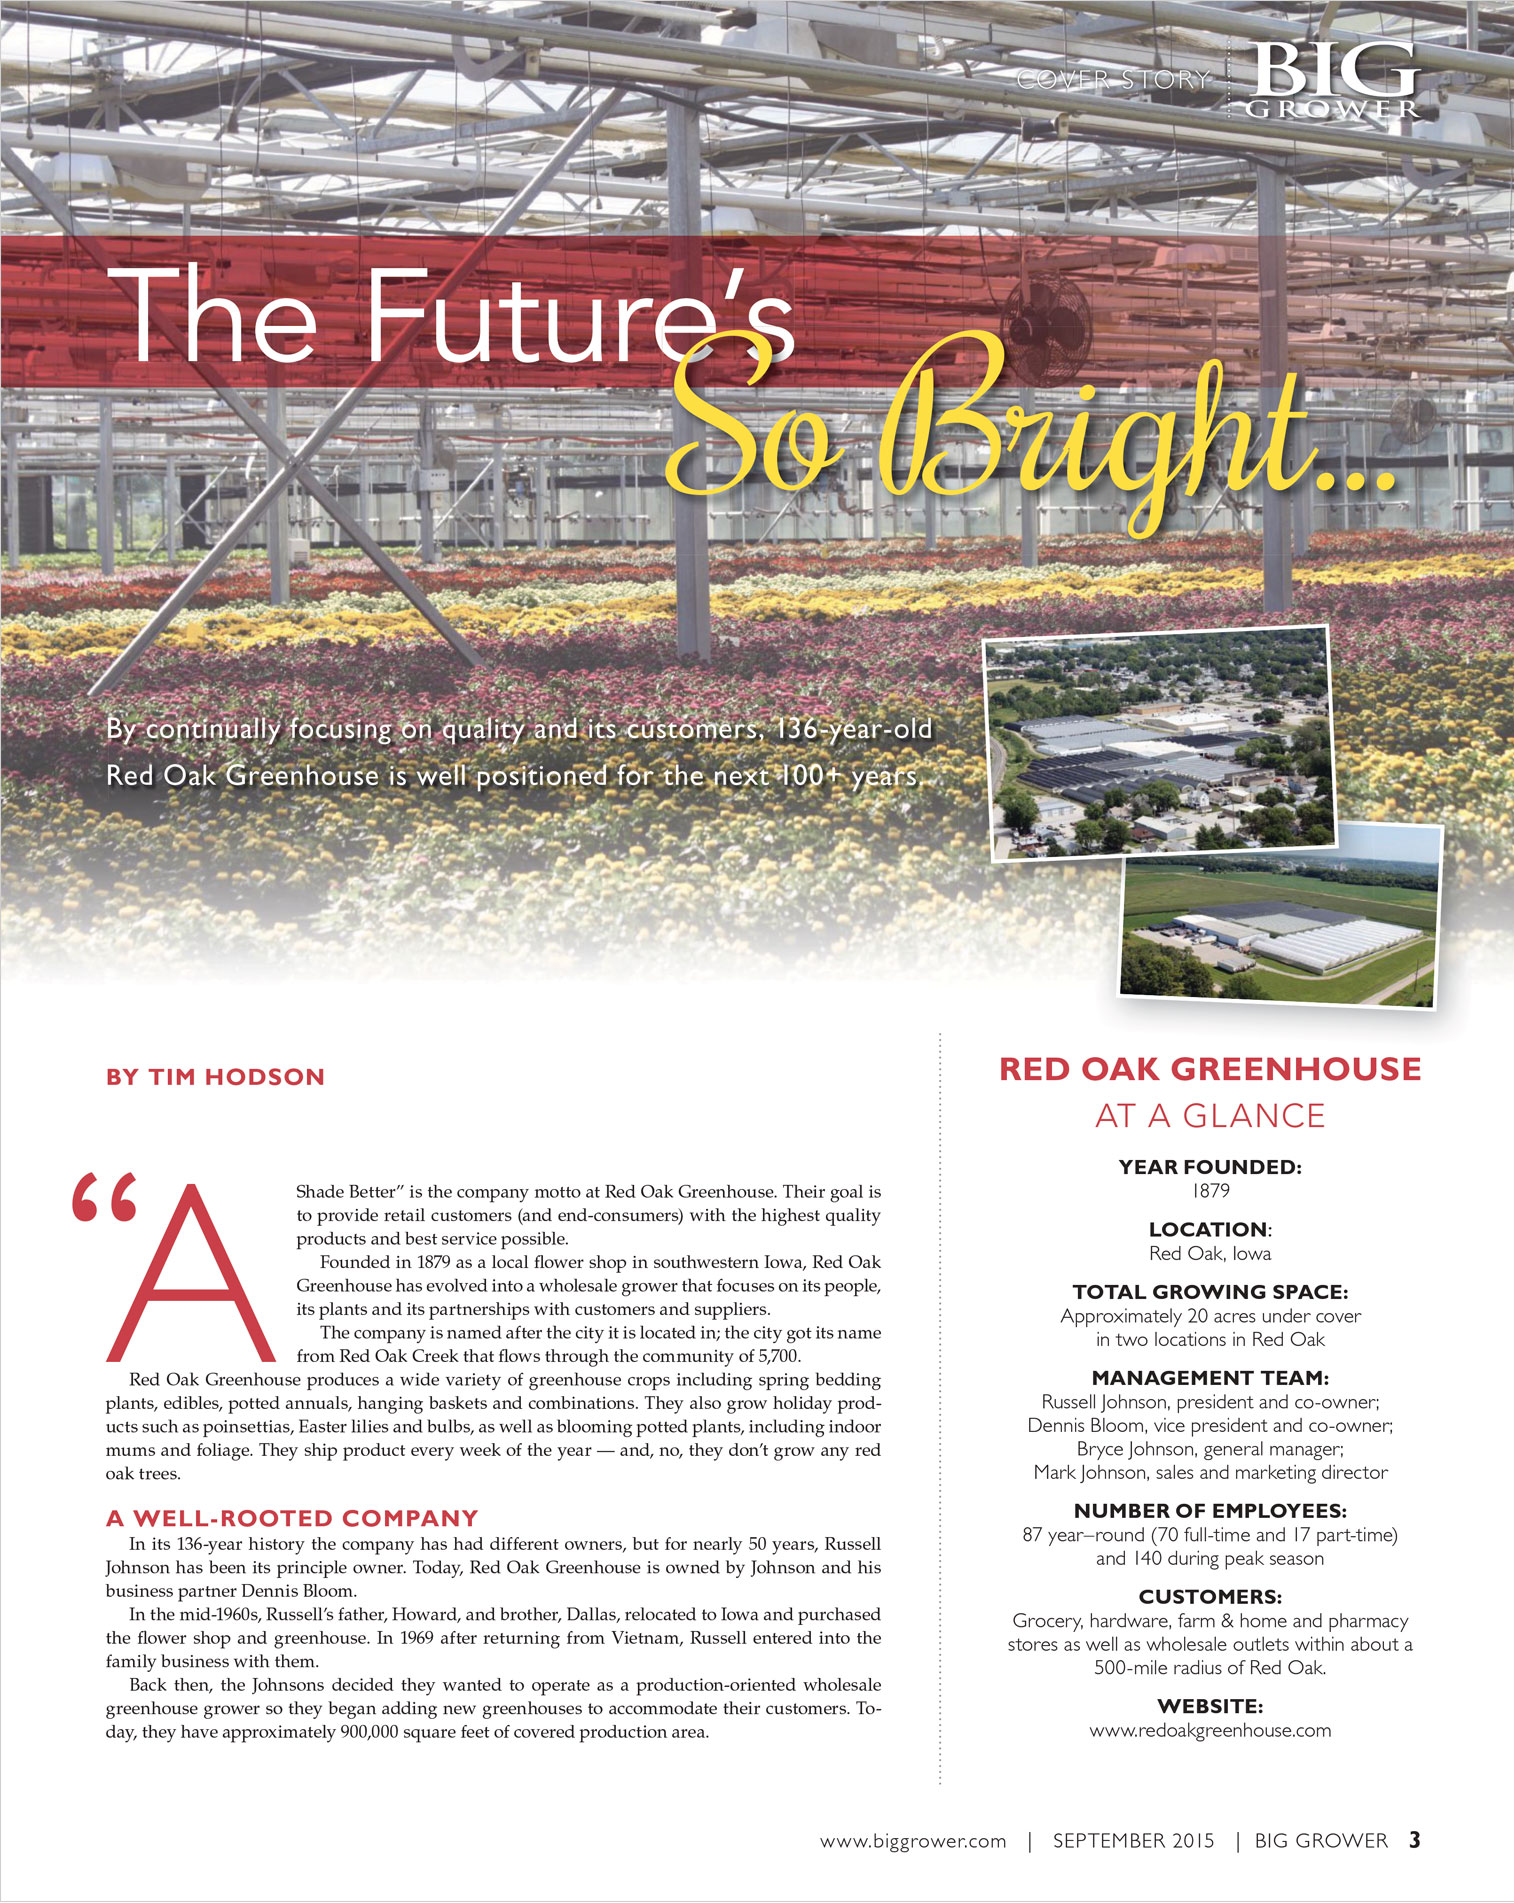 COVER STORY
BIG
GROWER
The Future's
So Bright...
By continually focusing on quality and its customers, 136-year-old
Red Oak Greenhouse is well positioned for the next 100+ years.
BY TIM HODSON
“A
Shade Better” is the company motto at Red Oak Greenhouse. Their goal is
to provide retail customers (and end-consumers) with the highest quality
products and best service possible.
Founded in 1879 as a local flower shop in southwestern Iowa, Red Oak
Greenhouse has evolved into a wholesale grower that focuses on its people,
its plants and its partnerships with customers and suppliers.
The company is named after the city it is located in; the city got its name
from Red Oak Creek that flows through the community of 5,700.
Red Oak Greenhouse produces a wide variety of greenhouse crops including spring bedding
plants, edibles, potted annuals, hanging baskets and combinations. They also grow holiday prod-
ucts such as poinsettias, Easter lilies and bulbs, as well as blooming potted plants, including indoor
mums and foliage. They ship product every week of the year — and, no, they don’t grow any red
oak trees.
A WELL-ROOTED COMPANY
In its 136-year history the company has had different owners, but for nearly 50 years, Russell
Johnson has been its principle owner. Today, Red Oak Greenhouse is owned by Johnson and his
business partner Dennis Bloom.
In the mid-1960s, Russell’s father, Howard, and brother, Dallas, relocated to Iowa and purchased
the flower shop and greenhouse. In 1969 after returning from Vietnam, Russell entered into the
family business with them.
Back then, the Johnsons decided they wanted to operate as a production-oriented wholesale
greenhouse grower so they began adding new greenhouses to accommodate their customers. To-
day, they have approximately 900,000 square feet of covered production area.
RED OAK GREENHOUSE
AT A GLANCE
YEAR FOUNDED:
1879
LOCATION:
Red Oak, Iowa
TOTAL GROWING SPACE:
Approximately 20 acres under cover
in two locations in Red Oak
MANAGEMENT TEAM:
Russell Johnson, president and co-owner;
Dennis Bloom, vice president and co-owner;
Bryce Johnson, general manager;
Mark Johnson, sales and marketing director
NUMBER OF EMPLOYEES:
87 year–round (70 full-time and 17 part-time)
and 140 during peak season
CUSTOMERS:
Grocery, hardware, farm & home and pharmacy
stores as well as wholesale outlets within about a
500-mile radius of Red Oak.
WEBSITE:
www.redoakgreenhouse.com
www.biggrower.com | SEPTEMBER 2015 | BIG GROWER 3